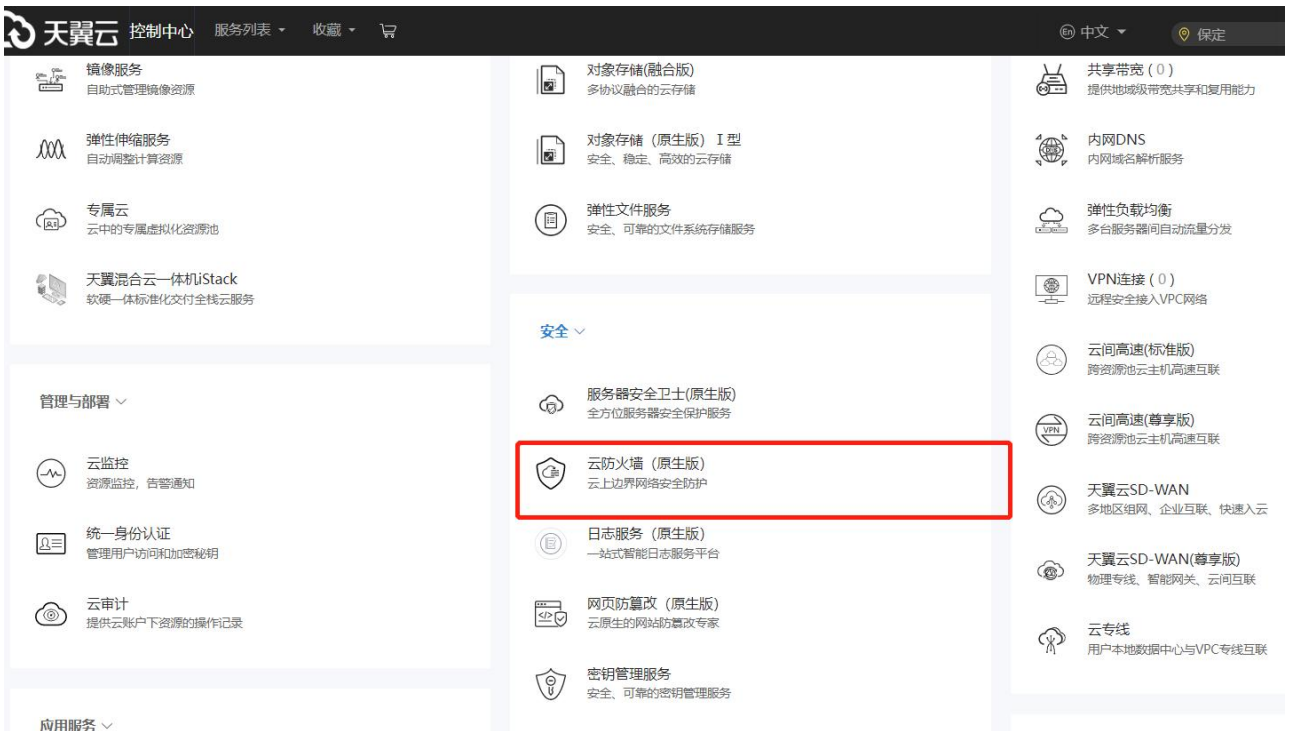 天翼云 控制中心 服务列表 收藏 En 中文 保定
镜像服务
自助式管理镜像资源
弹性伸缩服务
自动调整计算资源
专属云
云中的专属虚拟化资源池
天翼混合云一体机iStack
软硬一体标准化交付全栈云服务
管理与部署
云监控
资源监控，告警通知
统一身份认证
管理用户访问和加密秘钥
云审计
提供云账户下资源的操作记录
应用服务
对象存储(融合版)
多协议融合的云存储
对象存储（原生版）I型
安全、稳定、高效的云存储
弹性文件服务
安全、可靠的文件系统存储服务
安全
服务器安全卫士(原生版)
全方位服务器安全保护服务
云防火墙（原生版）
云上边界网络安全防护
日志服务（原生版）
一站式智能日志服务平台
网页防篡改（原生版）
云原生的网站防篡改专家
密钥管理服务
安全、可靠的密钥管理服务
共享带宽 ( 0 )
提供地域级带宽共享和复用能力
内网DNS
内网域名解析服务
弹性负载均衡
多台服务器间自动流量分发
VPN连接 ( 0 )
远程安全接入VPC网络
云间高速(标准版)
跨资源池云主机高速互联
VPN
云间高速(尊享版)
跨资源池云主机高速互联
天翼云SD-WAN
多地区组网、企业互联、快速入云
天翼云SD-WAN(尊享版)
物理专线、智能网关、云间互联
云专线
用户本地数据中心与VPC专线互联